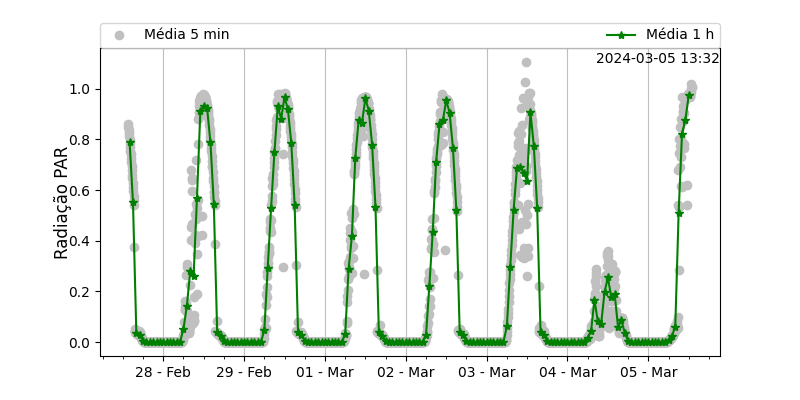 Média 5 min
Média 1 h
2024-03-05 13:32
Radiação PAR
1.0
0.8
0.6
0.4
0.2
0.0
28 - Feb
29 - Feb
01 - Mar
02 - Mar
03 - Mar
04 - Mar
05 - Mar